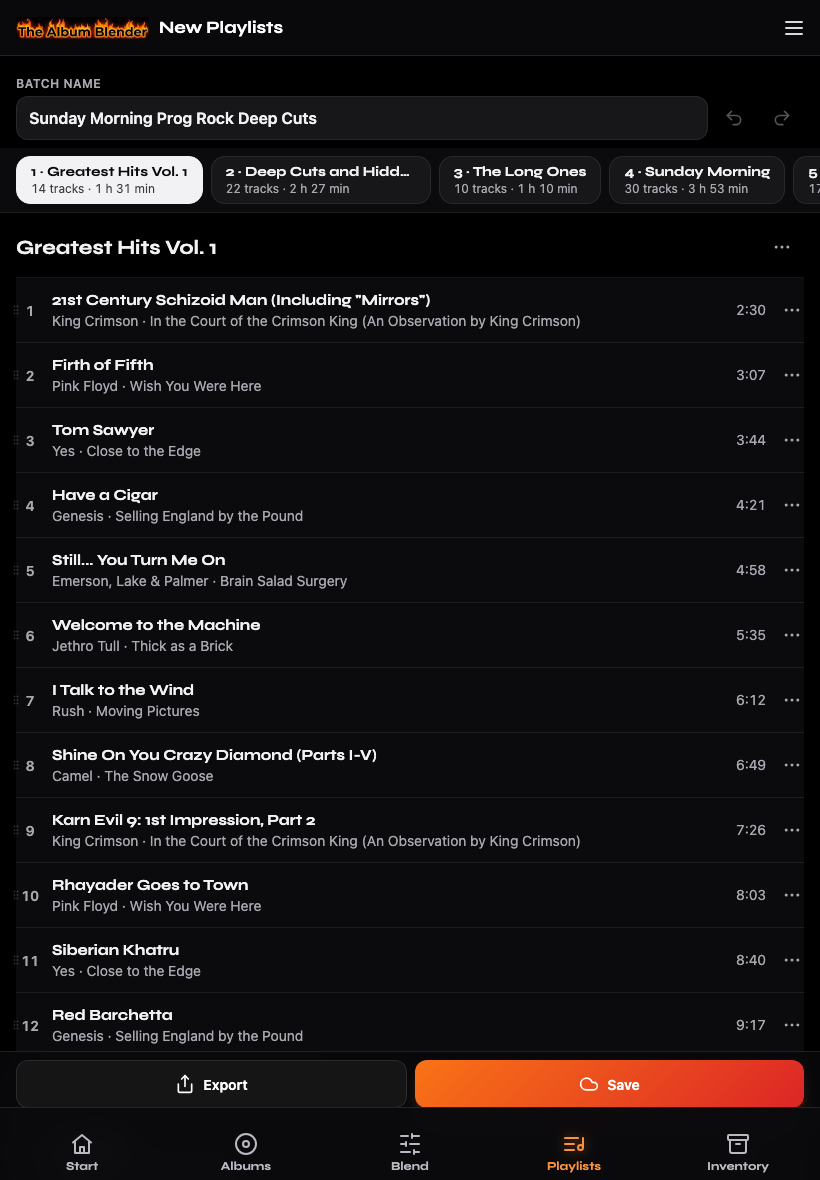 The Album Blender New Playlists
BATCH NAME
Sunday Morning Prog Rock Deep Cuts
1 · Greatest Hits Vol. 1
14 tracks · 1 h 31 min
2 · Deep Cuts and Hidd...
22 tracks · 2 h 27 min
3 · The Long Ones
10 tracks · 1 h 10 min
4 · Sunday Morning
30 tracks · 3 h 53 min
5
17
Greatest Hits Vol. 1
1 21st Century Schizoid Man (Including "Mirrors") 2:30
King Crimson · In the Court of the Crimson King (An Observation by King Crimson)
2 Firth of Fifth 3:07
Pink Floyd · Wish You Were Here
3 Tom Sawyer 3:44
Yes · Close to the Edge
4 Have a Cigar 4:21
Genesis · Selling England by the Pound
5 Still... You Turn Me On 4:58
Emerson, Lake & Palmer · Brain Salad Surgery
6 Welcome to the Machine 5:35
Jethro Tull · Thick as a Brick
7 I Talk to the Wind 6:12
Rush · Moving Pictures
8 Shine On You Crazy Diamond (Parts I-V) 6:49
Camel · The Snow Goose
9 Karn Evil 9: 1st Impression, Part 2 7:26
King Crimson · In the Court of the Crimson King (An Observation by King Crimson)
10 Rhayader Goes to Town 8:03
Pink Floyd · Wish You Were Here
11 Siberian Khatru 8:40
Yes · Close to the Edge
12 Red Barchetta 9:17
Genesis · Selling England by the Pound
Export
Save
Start
Albums
Blend
Playlists
Inventory